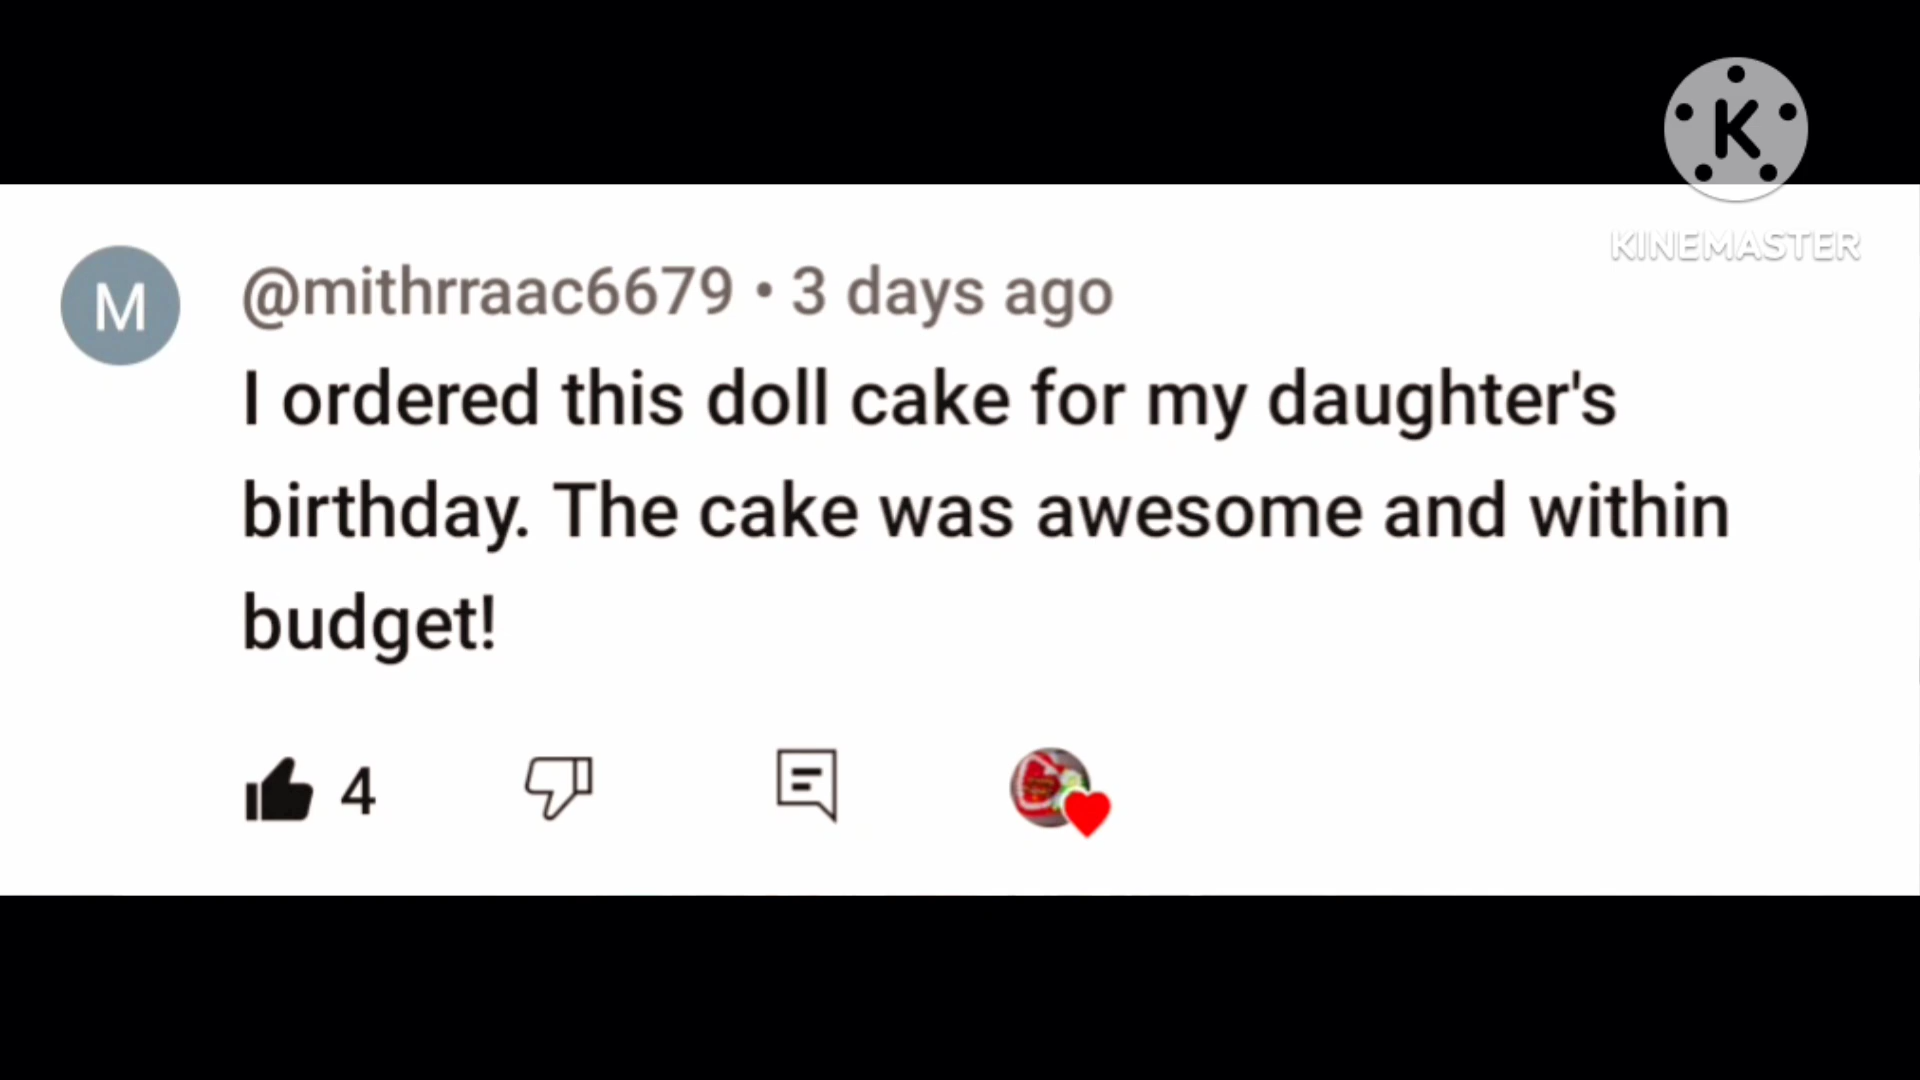 K
KINEMASTER
M
@mithrraac6679 • 3 days ago
I ordered this doll cake for my daughter's
birthday. The cake was awesome and within
budget!
4